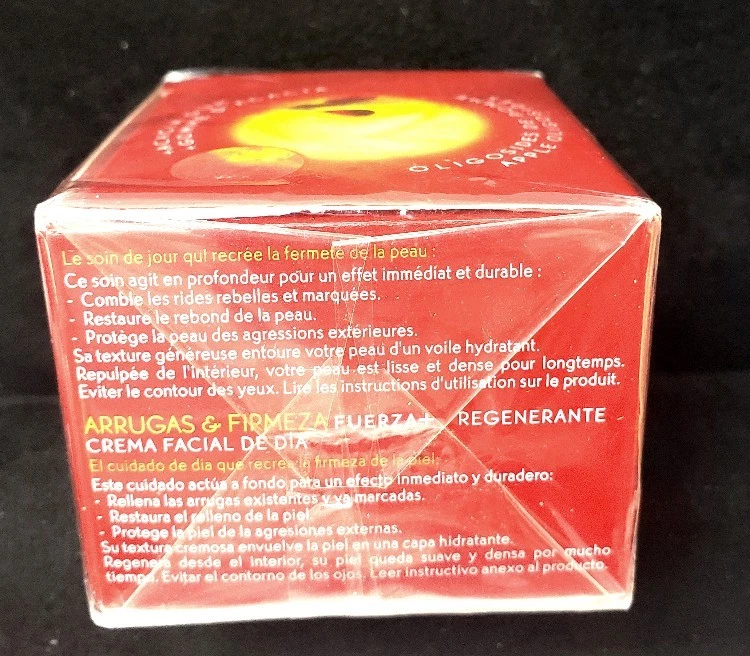 OLIGOSIDES DE
APPLE OL
Le soin de jour qui recrée la fermeté de la peau :
Ce soin agit en profondeur pour un effet immédiat et durable :
- Comble les rides rebelles et marquées.
- Restaure le rebond de la peau.
- Protège la peau des agressions extérieures.
Sa texture généreuse entoure votre peau d'un voile hydratant.
Repulpée de l'intérieur, votre peau est lisse et dense pour longtemps.
Eviter le contour des yeux. Lire les instructions d'utilisation sur le produit.
ARRUGAS & FIRMEZA FUERZA+ REGENERANTE
CREMA FACIAL DE DIA
El cuidado de dia que recrea la firmeza de la piel:
Este cuidado actúa a fondo para un efecto inmediato y duradero:
- Rellena las arrugas existentes y ya marcadas.
- Restaura el relleno de la piel.
- Protege la piel de la agresiones externas.
Su textura cremosa envuelve la piel en una capa hidratante.
Regenera desde el interior, su piel queda suave y densa por mucho
tiempo. Evitar el contorno de los ojos. Leer instructivo anexo al producto.